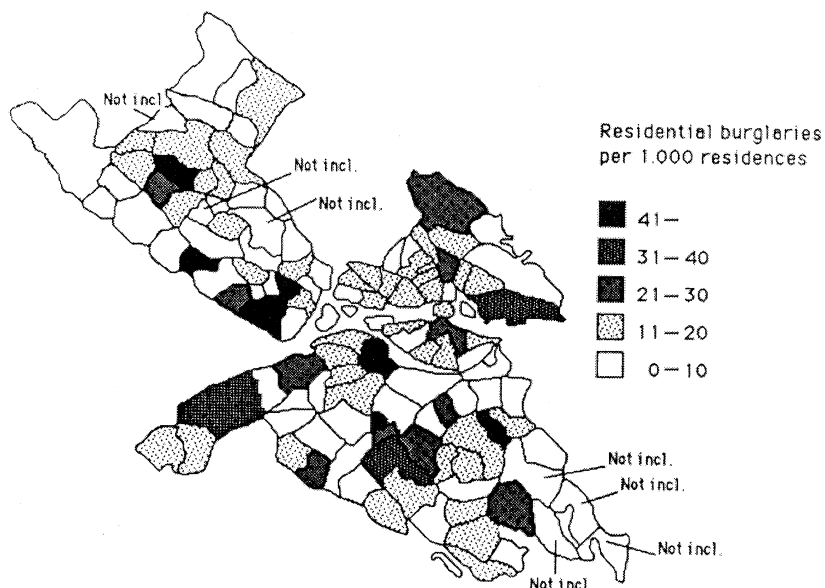 Not incl.
Not incl.
Not incl.
Residential burglaries
per 1.000 residences
41—
31—40
21—30
11—20
0—10
Not incl.
Not incl.
Not incl.
Not incl.